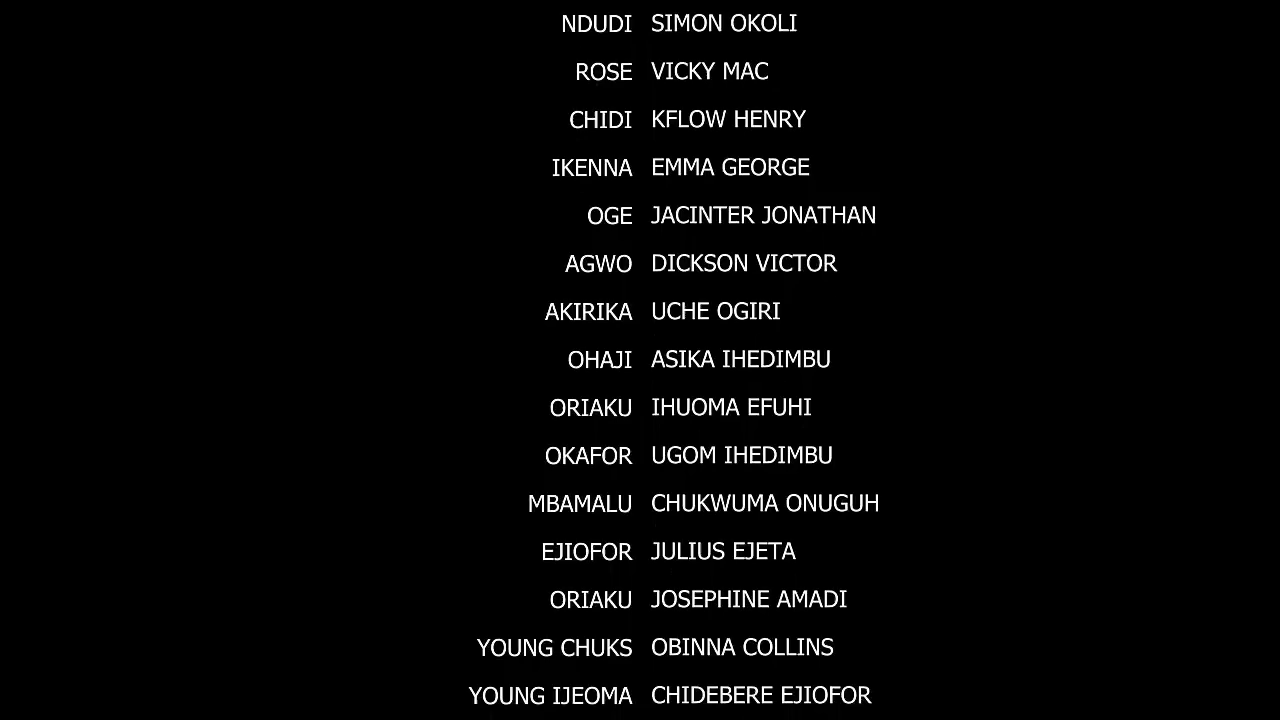 NDUDI SIMON OKOLI
ROSE VICKY MAC
CHIDI KFLOW HENRY
IKENNA EMMA GEORGE
OGE JACINTER JONATHAN
AGWO DICKSON VICTOR
AKIRIKA UCHE OGIRI
OHAJI ASIKA IHEDIMBU
ORIAKU IHUOMA EFUHI
OKAFOR UGOM IHEDIMBU
MBAMALU CHUKWUMA ONUGUH
EJIOFOR JULIUS EJETA
ORIAKU JOSEPHINE AMADI
YOUNG CHUKS OBINNA COLLINS
YOUNG IJEOMA CHIDEBERE EJIOFOR